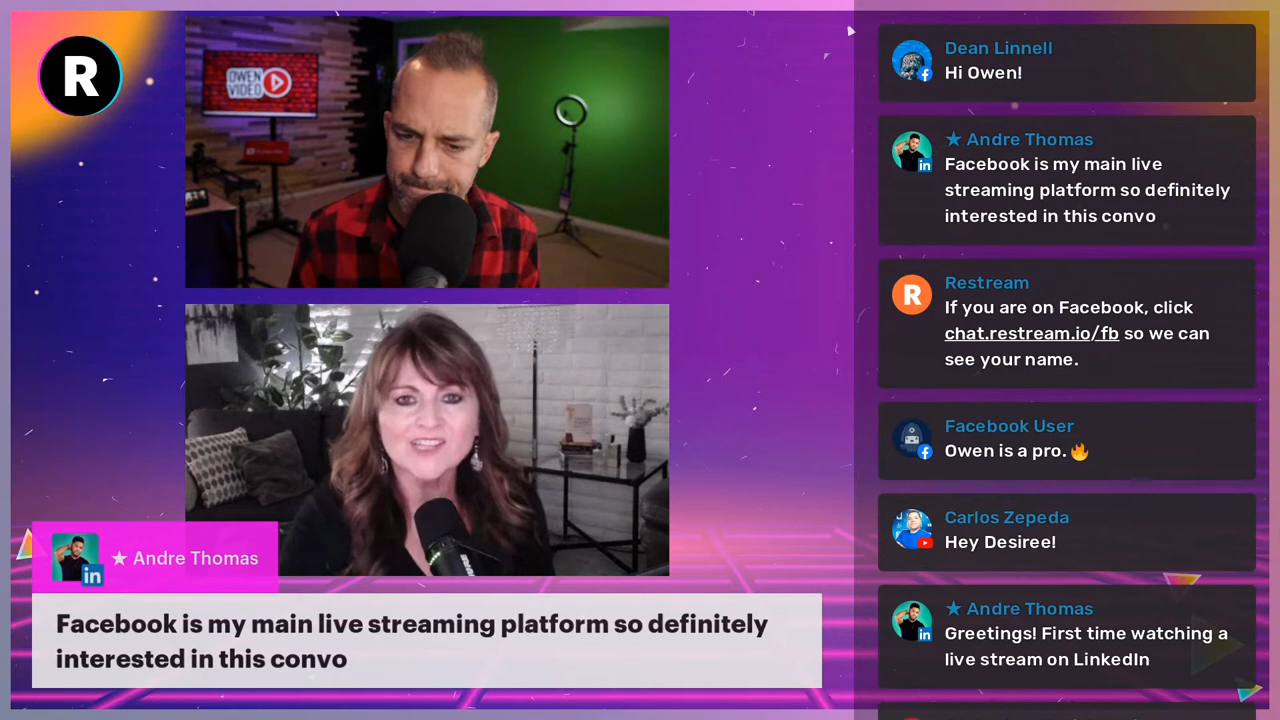 R
OWEN
VIDEO
★ Andre Thomas
Facebook is my main live streaming platform so definitely
interested in this convo
Dean Linnell
Hi Owen!
★ Andre Thomas
Facebook is my main live
streaming platform so definitely
interested in this convo
R
Restream
If you are on Facebook, click
chat.restream.io/fb so we can
see your name.
Facebook User
Owen is a pro.🔥
Carlos Zepeda
Hey Desiree!
★ Andre Thomas
Greetings! First time watching a
live stream on LinkedIn